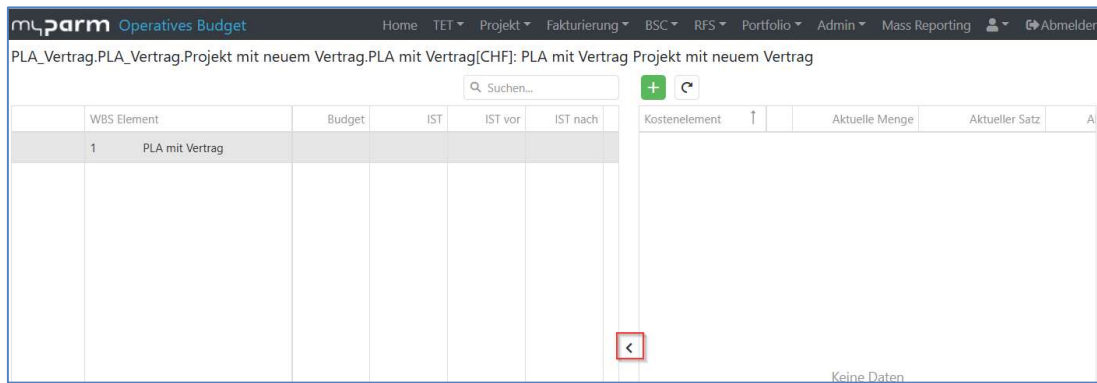 myparm Operatives Budget Home TET Projekt Fakturierung BSC RFS Portfolio Admin Mass Reporting Abmelden
PLA_Vertrag.PLA_Vertrag.Projekt mit neuem Vertrag.PLA mit Vertrag[CHF]: PLA mit Vertrag Projekt mit neuem Vertrag
Suchen...
WBS Element Budget IST IST vor IST nach Kostenelement Aktuelle Menge Aktueller Satz
1 PLA mit Vertrag
Keine Daten